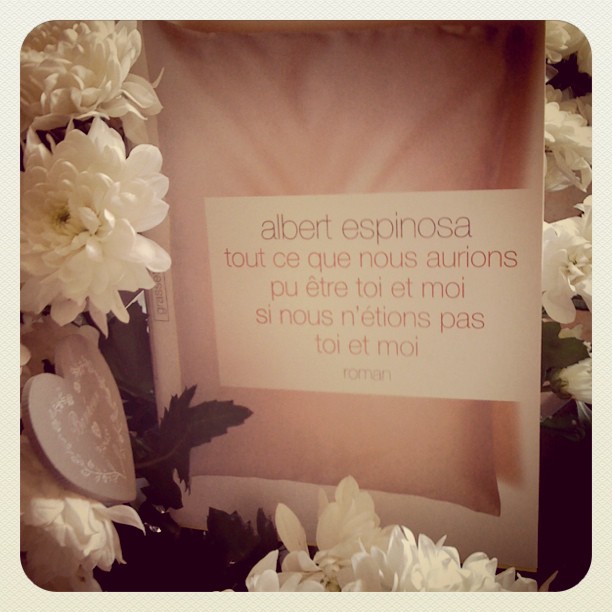 albert espinosa
tout ce que nous aurions
pu être toi et moi
si nous n'étions pas
toi et moi
roman